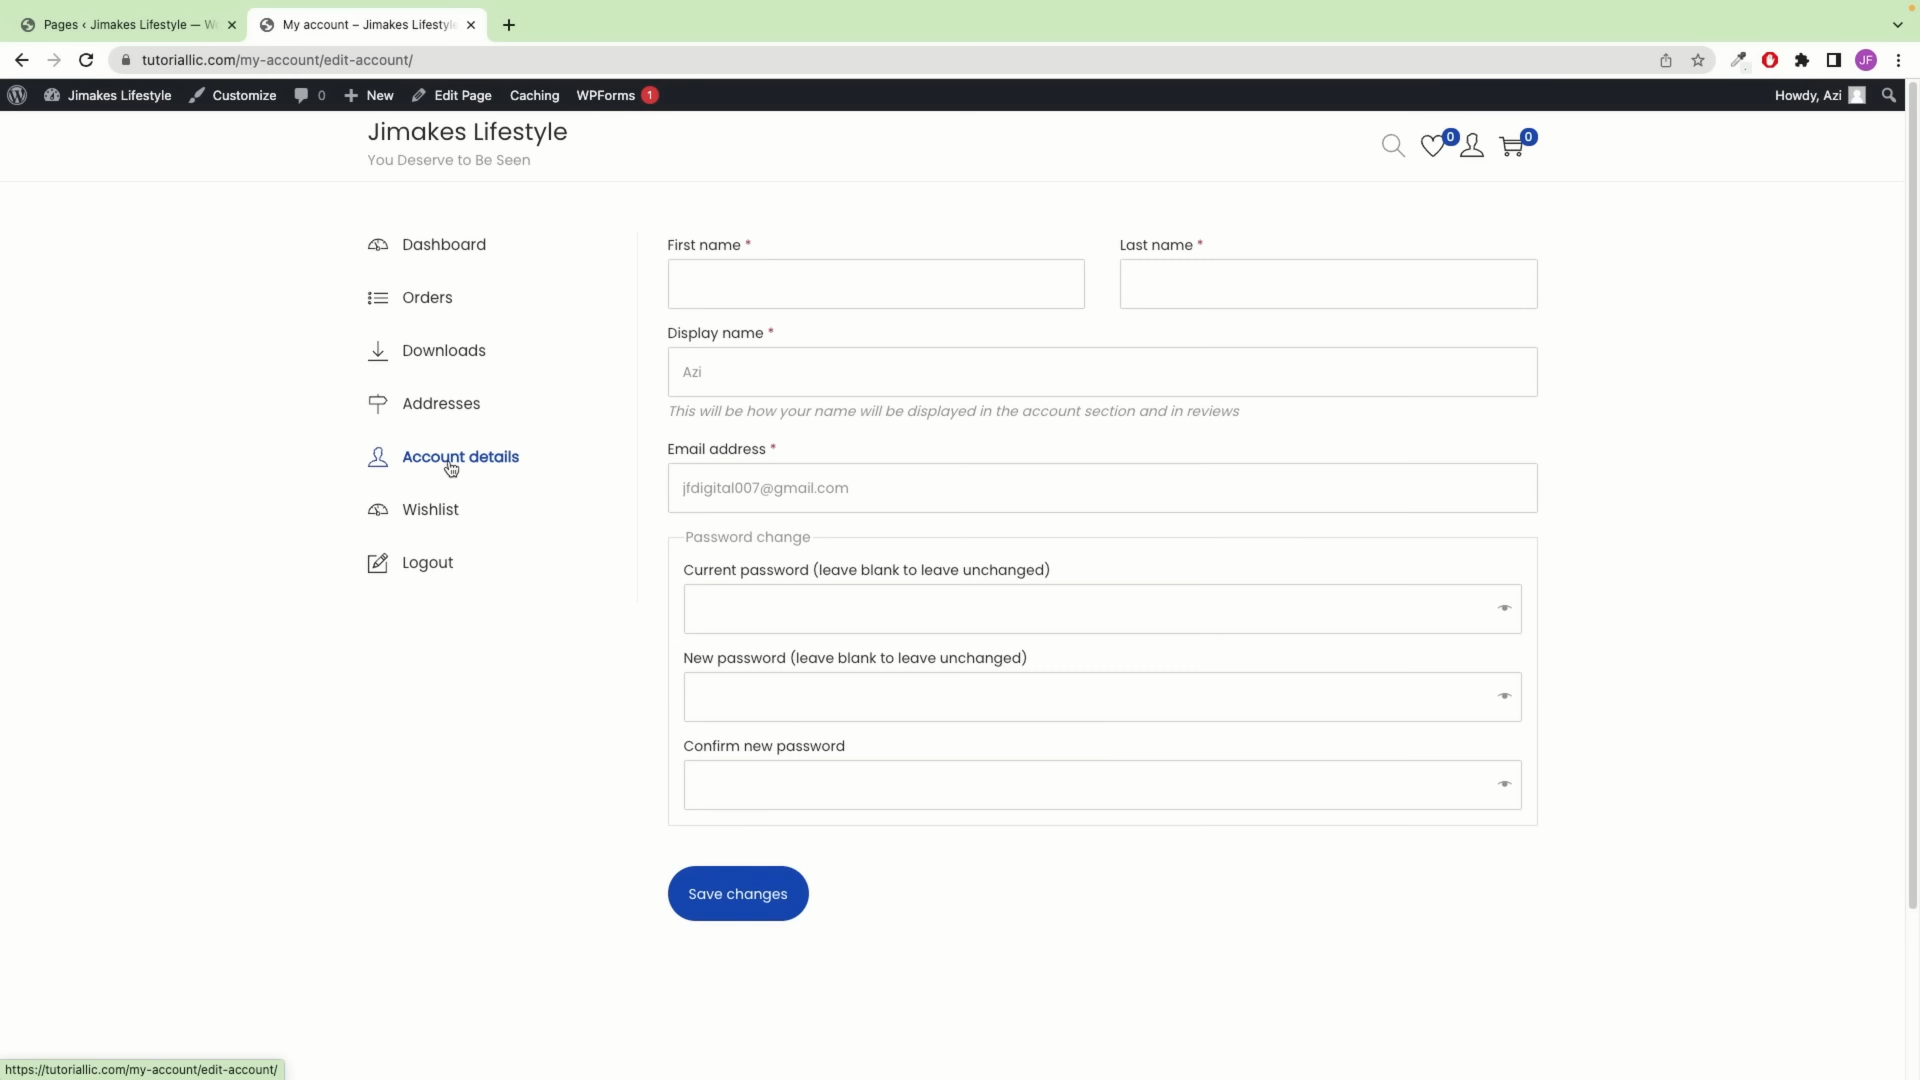 Pages ‹ Jimakes Lifestyle — W
My account – Jimakes Lifestyle
tutoriallic.com/my-account/edit-account/
JF
Jimakes Lifestyle
Customize
0
New
Edit Page
Caching
WPForms 1
Howdy, Azi
Jimakes Lifestyle
You Deserve to Be Seen
0
0
Dashboard
Orders
Downloads
Addresses
Account details
Wishlist
Logout
First name *
Last name *
Display name *
Azi
This will be how your name will be displayed in the account section and in reviews
Email address *
jfdigital007@gmail.com
Password change
Current password (leave blank to leave unchanged)
New password (leave blank to leave unchanged)
Confirm new password
Save changes
https://tutoriallic.com/my-account/edit-account/